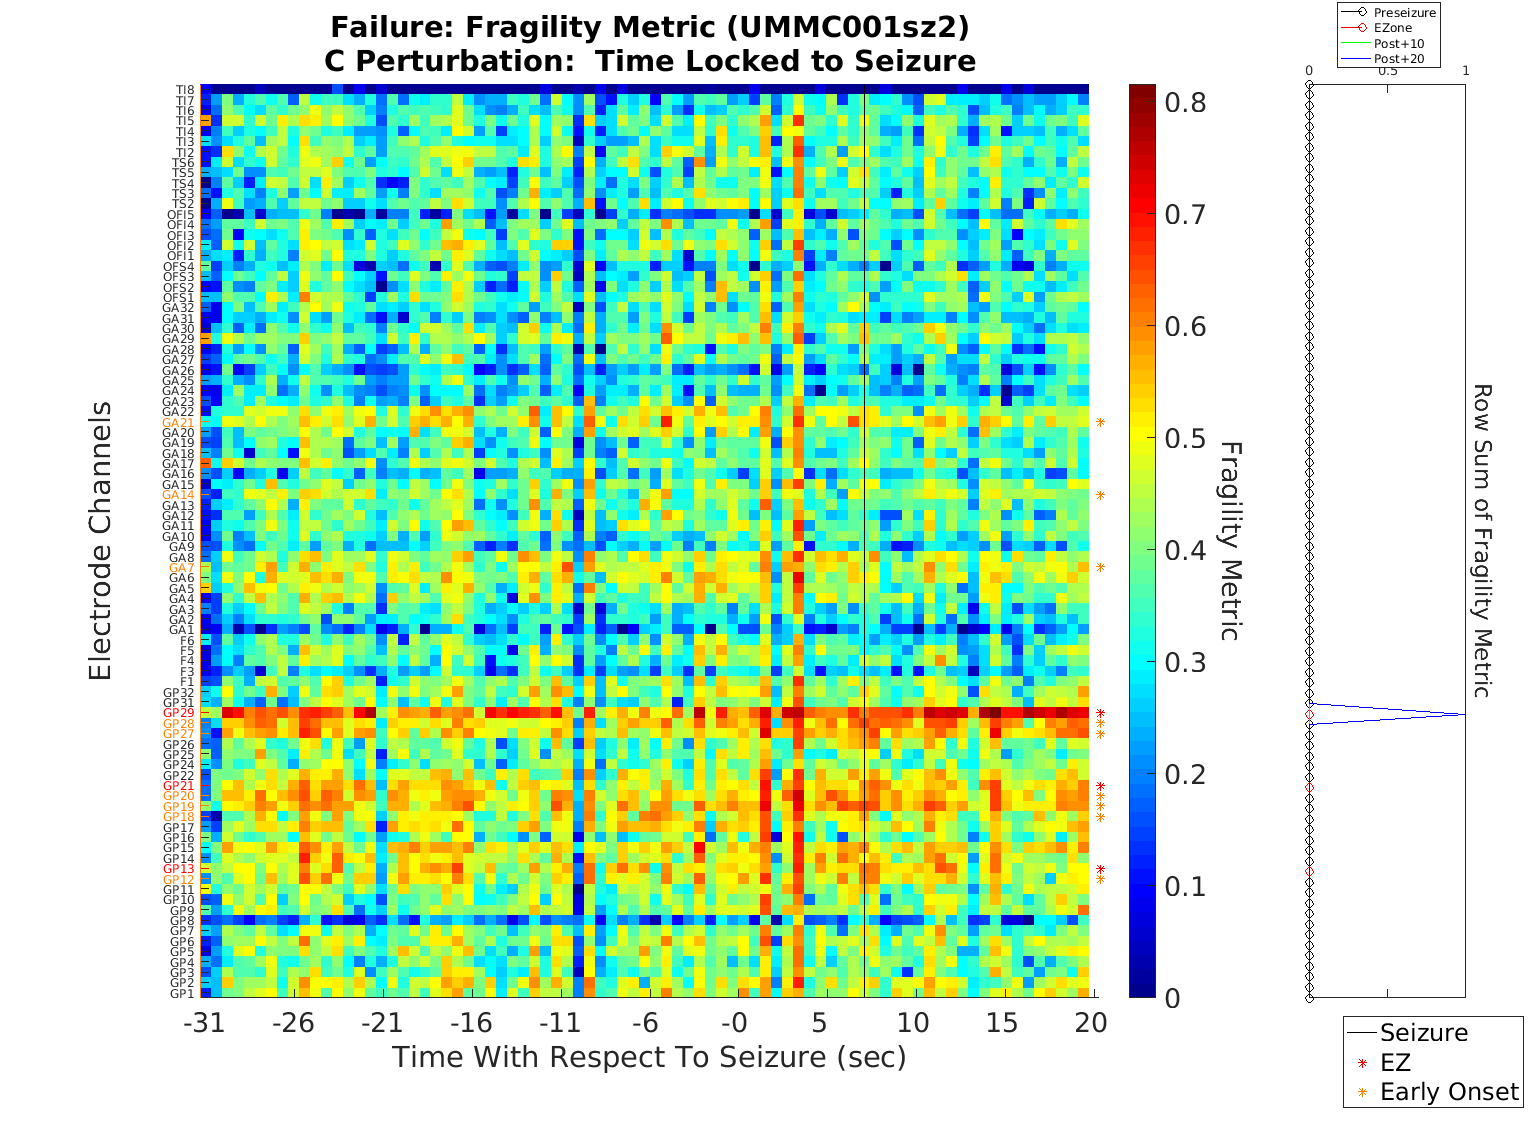 Failure: Fragility Metric (UMMC001sz2)
C Perturbation:  Time Locked to Seizure
Preseizure
EZone
Post+10
Post+20
0 0.5 1
Electrode Channels
TI8
TI7
TI6
TI5
TI4
TI3
TI2
TS6
TS5
TS4
TS3
TS2
OFI5
OFI4
OFI3
OFI2
OFI1
OFS4
OFS3
OFS2
OFS1
GA32
GA31
GA30
GA29
GA28
GA27
GA26
GA25
GA24
GA23
GA22
GA21
GA20
GA19
GA18
GA17
GA16
GA15
GA14
GA13
GA12
GA11
GA10
GA9
GA8
GA7
GA6
GA5
GA4
GA3
GA2
GA1
F6
F5
F4
F3
F1
GP32
GP31
GP29
GP28
GP27
GP26
GP25
GP24
GP22
GP21
GP20
GP19
GP18
GP17
GP16
GP15
GP14
GP13
GP12
GP11
GP10
GP9
GP8
GP7
GP6
GP5
GP4
GP3
GP2
GP1
-31 -26 -21 -16 -11 -6 -0 5 10 15 20
Time With Respect To Seizure (sec)
0.8
0.7
0.6
0.5
0.4
0.3
0.2
0.1
0
Fragility Metric
Row Sum of Fragility Metric
Seizure
EZ
Early Onset